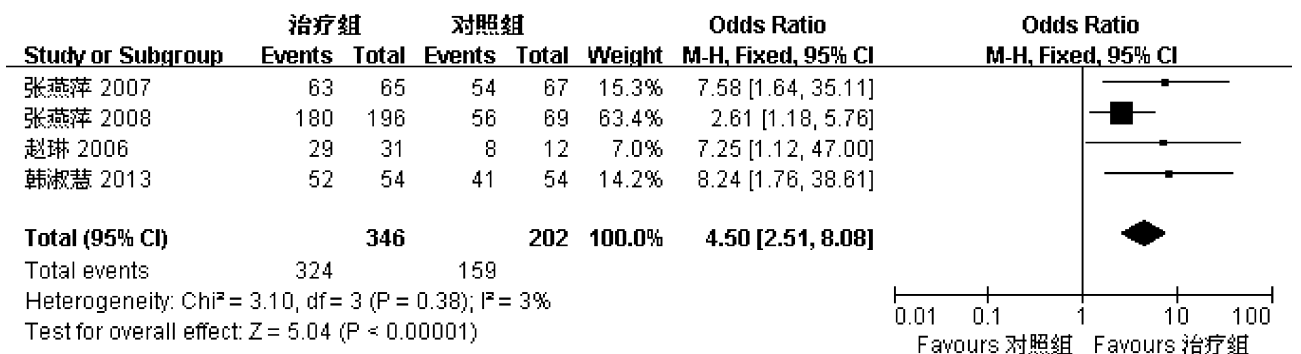 治疗组 对照组 Odds Ratio Odds Ratio
Study or Subgroup Events Total Events Total Weight M-H, Fixed, 95% CI M-H, Fixed, 95% CI
张燕萍 2007 63 65 54 67 15.3% 7.58 [1.64, 35.11]
张燕萍 2008 180 196 56 69 63.4% 2.61 [1.18, 5.76]
赵琳 2006 29 31 8 12 7.0% 7.25 [1.12, 47.00]
韩淑慧 2013 52 54 41 54 14.2% 8.24 [1.76, 38.61]
Total (95% CI) 346 202 100.0% 4.50 [2.51, 8.08]
Total events 324 159
Heterogeneity: Chi² = 3.10, df = 3 (P = 0.38); I² = 3%
Test for overall effect: Z = 5.04 (P < 0.00001)
0.01 0.1 1 10 100
Favours 对照组 Favours 治疗组